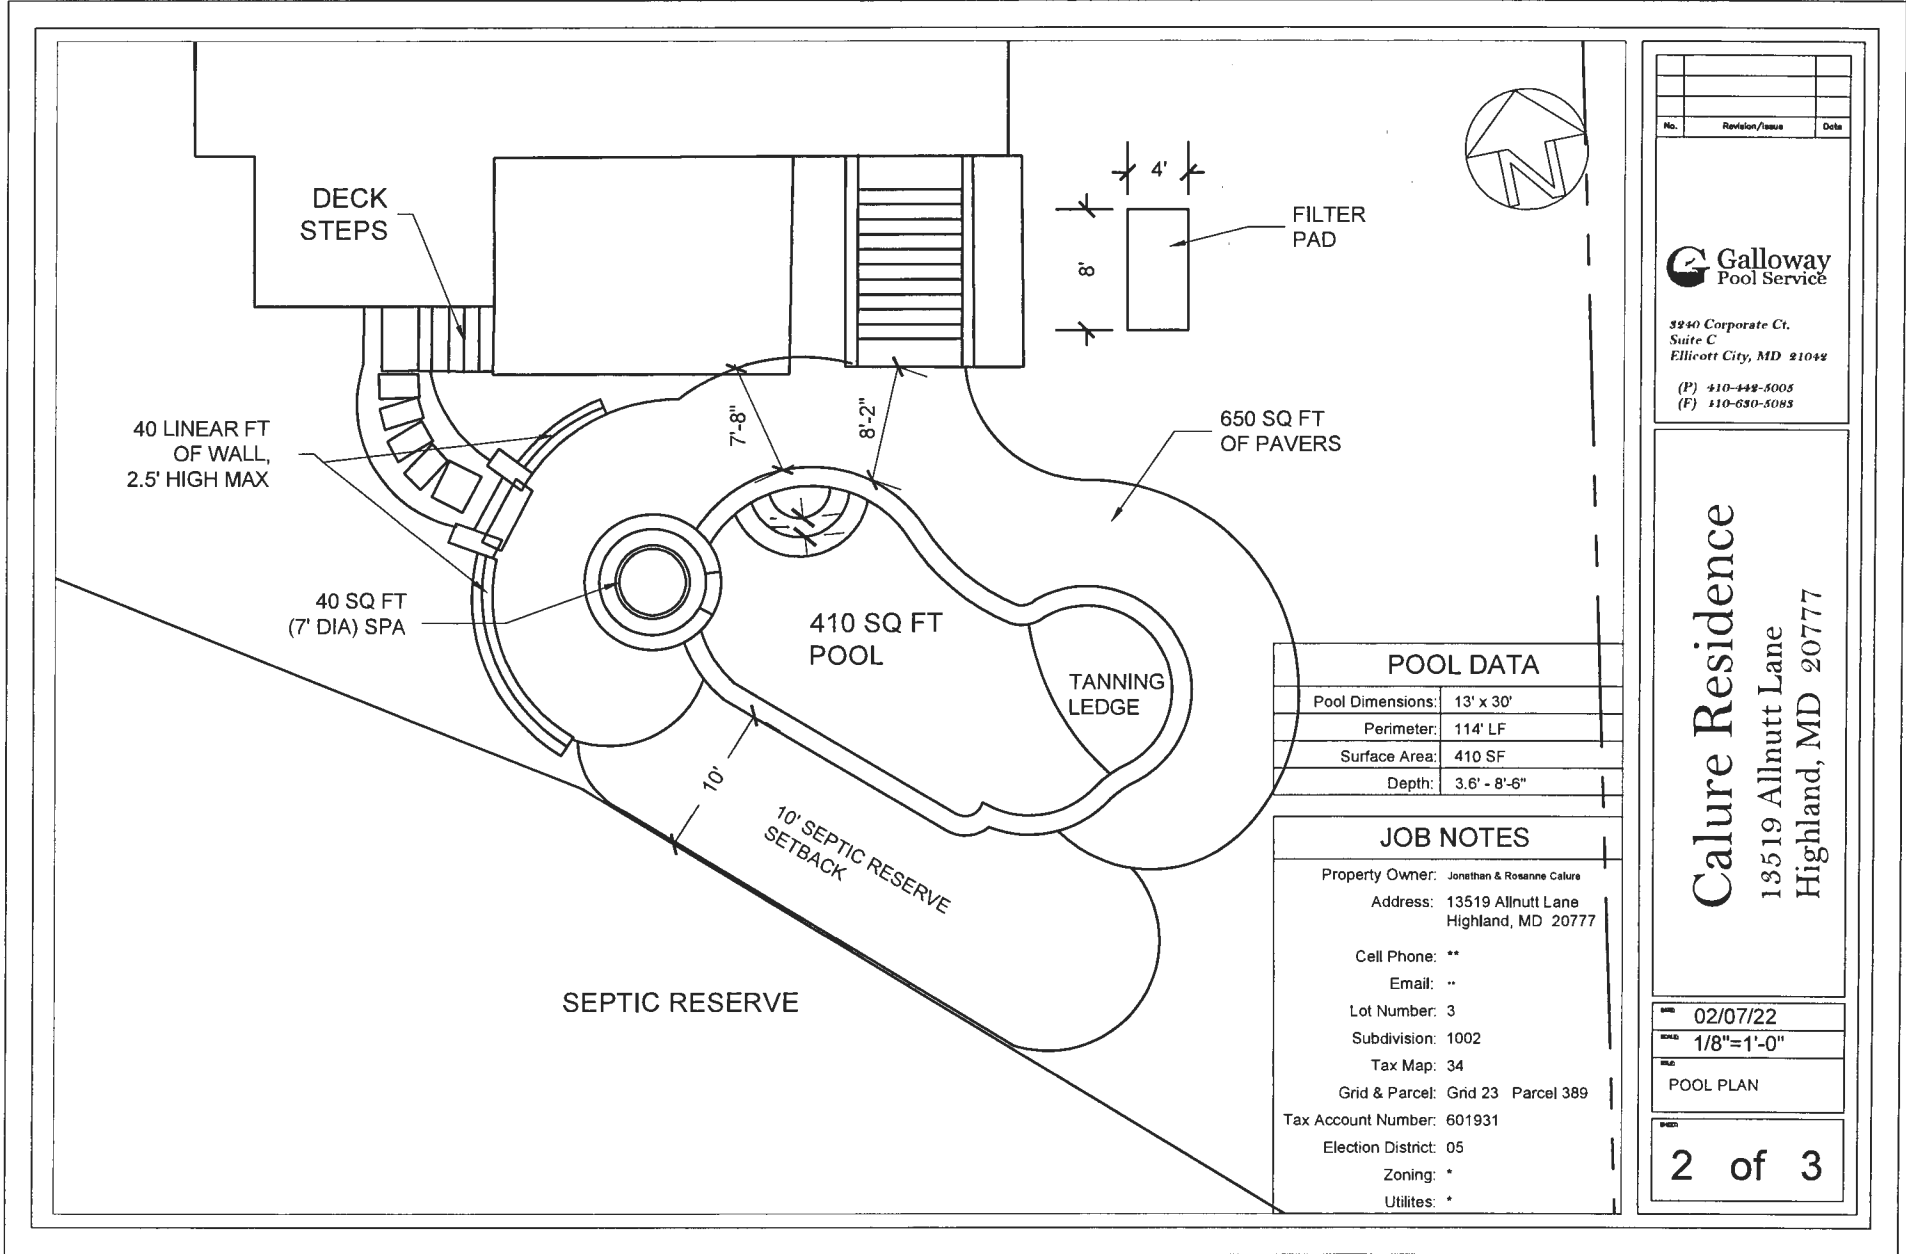 DECK
STEPS
4'
8'
FILTER
PAD
N
40 LINEAR FT
OF WALL,
2.5' HIGH MAX
7'-8"
8'-2"
650 SQ FT
OF PAVERS
40 SQ FT
(7' DIA) SPA
410 SQ FT
POOL
TANNING
LEDGE
10'
10' SEPTIC RESERVE
SETBACK
SEPTIC RESERVE
POOL DATA
Pool Dimensions: 13' x 30'
Perimeter: 114' LF
Surface Area: 410 SF
Depth: 3.6' - 8'-6"
JOB NOTES
Property Owner: Jonathan & Rosanne Calure
Address: 13519 Allnutt Lane
Highland, MD 20777
Cell Phone: **
Email: **
Lot Number: 3
Subdivision: 1002
Tax Map: 34
Grid & Parcel: Grid 23 Parcel 389
Tax Account Number: 601931
Election District: 05
Zoning: *
Utilites: *
No. Revision/Issue Date
Galloway
Pool Service
3240 Corporate Ct.
Suite C
Ellicott City, MD 21042
(P) 410-442-5005
(F) 410-630-5083
Calure Residence
13519 Allnutt Lane
Highland, MD 20777
02/07/22
1/8"=1'-0"
POOL PLAN
2 of 3